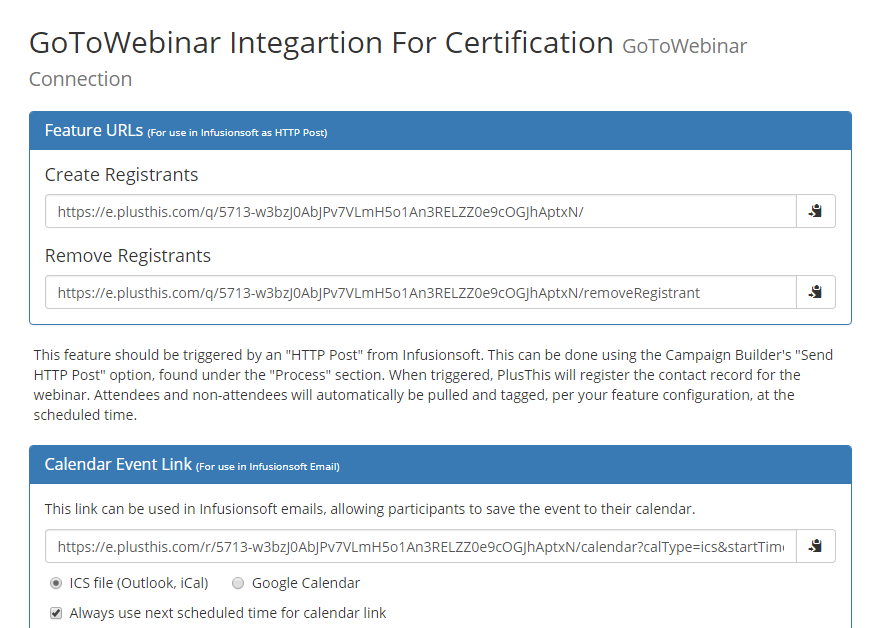 GoToWebinar Integartion For Certification GoToWebinar
Connection
Feature URLs (For use in Infusionsoft as HTTP Post)
Create Registrants
https://e.plusthis.com/q/5713-w3bzJ0AbJPv7VLmH5o1An3RELZZ0e9cOGJhAptxN/
Remove Registrants
https://e.plusthis.com/q/5713-w3bzJ0AbJPv7VLmH5o1An3RELZZ0e9cOGJhAptxN/removeRegistrant
This feature should be triggered by an "HTTP Post" from Infusionsoft. This can be done using the Campaign Builder's "Send
HTTP Post" option, found under the "Process" section. When triggered, PlusThis will register the contact record for the
webinar. Attendees and non-attendees will automatically be pulled and tagged, per your feature configuration, at the
scheduled time.
Calendar Event Link (For use in Infusionsoft Email)
This link can be used in Infusionsoft emails, allowing participants to save the event to their calendar.
https://e.plusthis.com/r/5713-w3bzJ0AbJPv7VLmH5o1An3RELZZ0e9cOGJhAptxN/calendar?calType=ics&startTim
ICS file (Outlook, iCal) Google Calendar
Always use next scheduled time for calendar link